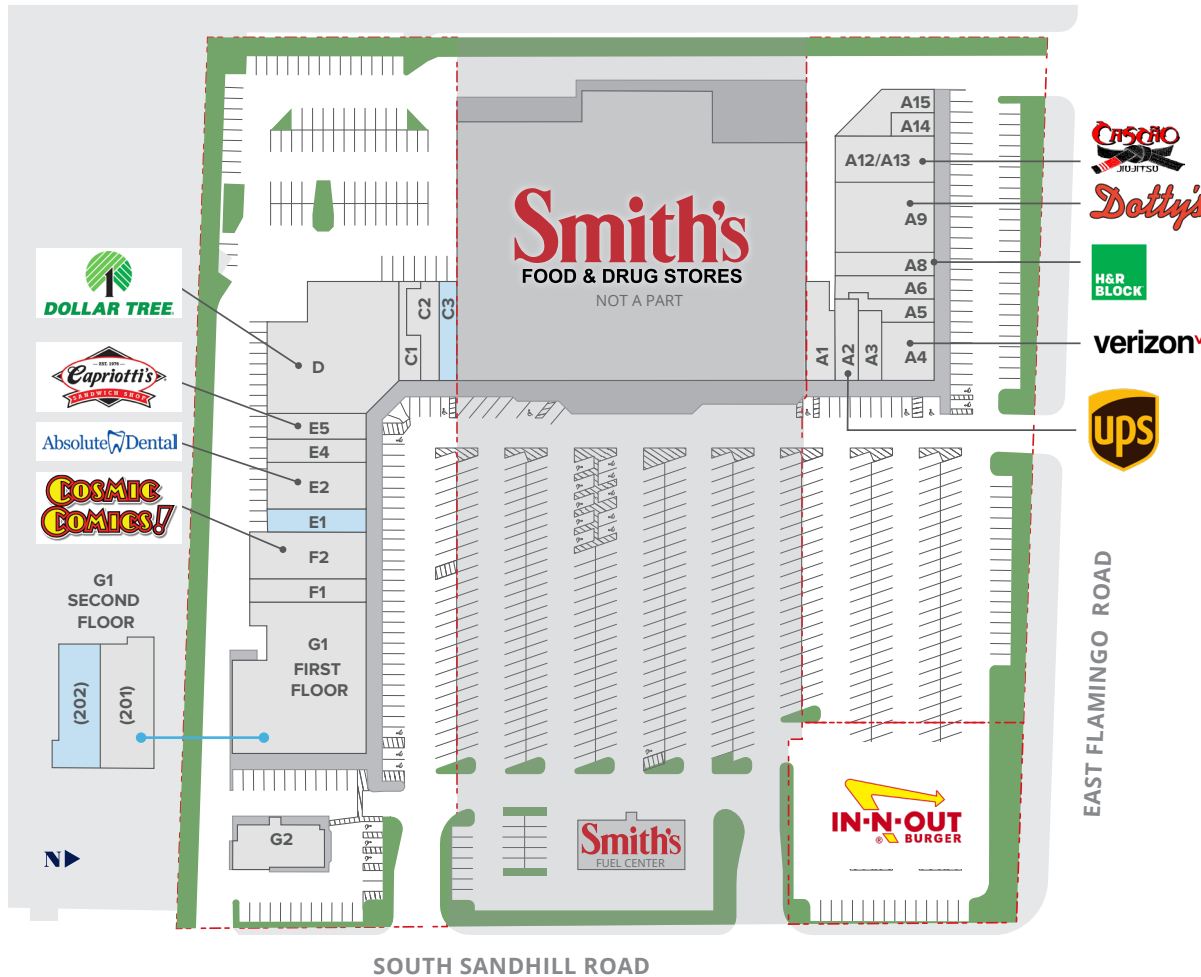 A15
A14
A12/A13
A9
A8
A6
A5
A4
A3
A2
A1
CASCÃO
JIU-JITSO
Dotty's
H&R
BLOCK
verizon
ups
Smith's
FOOD & DRUG STORES
NOT A PART
DOLLAR TREE
EST. 1976
Capriotti's
SANDWICH SHOP
Absolute Dental
COSMIC
COMICS!
C1
C2
C3
D
E5
E4
E2
E1
F2
F1
G1
FIRST
FLOOR
G1
SECOND
FLOOR
(202)
(201)
G2
N
Smith's
FUEL CENTER
IN-N-OUT
BURGER
®
EAST FLAMINGO ROAD
SOUTH SANDHILL ROAD